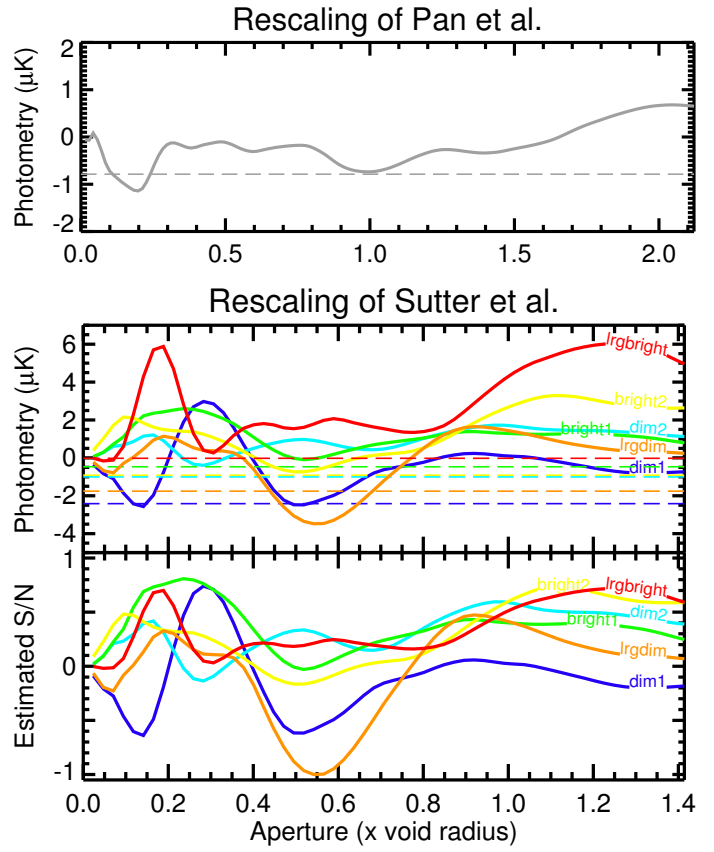 Rescaling of Pan et al.
Photometry (μK)
2
1
0
-1
-2
0.0 0.5 1.0 1.5 2.0
Rescaling of Sutter et al.
Photometry (μK)
6
4
2
0
-2
-4
lrgbright
bright2
dim2
bright1
lrgdim
dim1
Estimated S/N
1
0
-1
bright2
lrgbright
dim2
bright1
lrgdim
dim1
0.0 0.2 0.4 0.6 0.8 1.0 1.2 1.4
Aperture (x void radius)